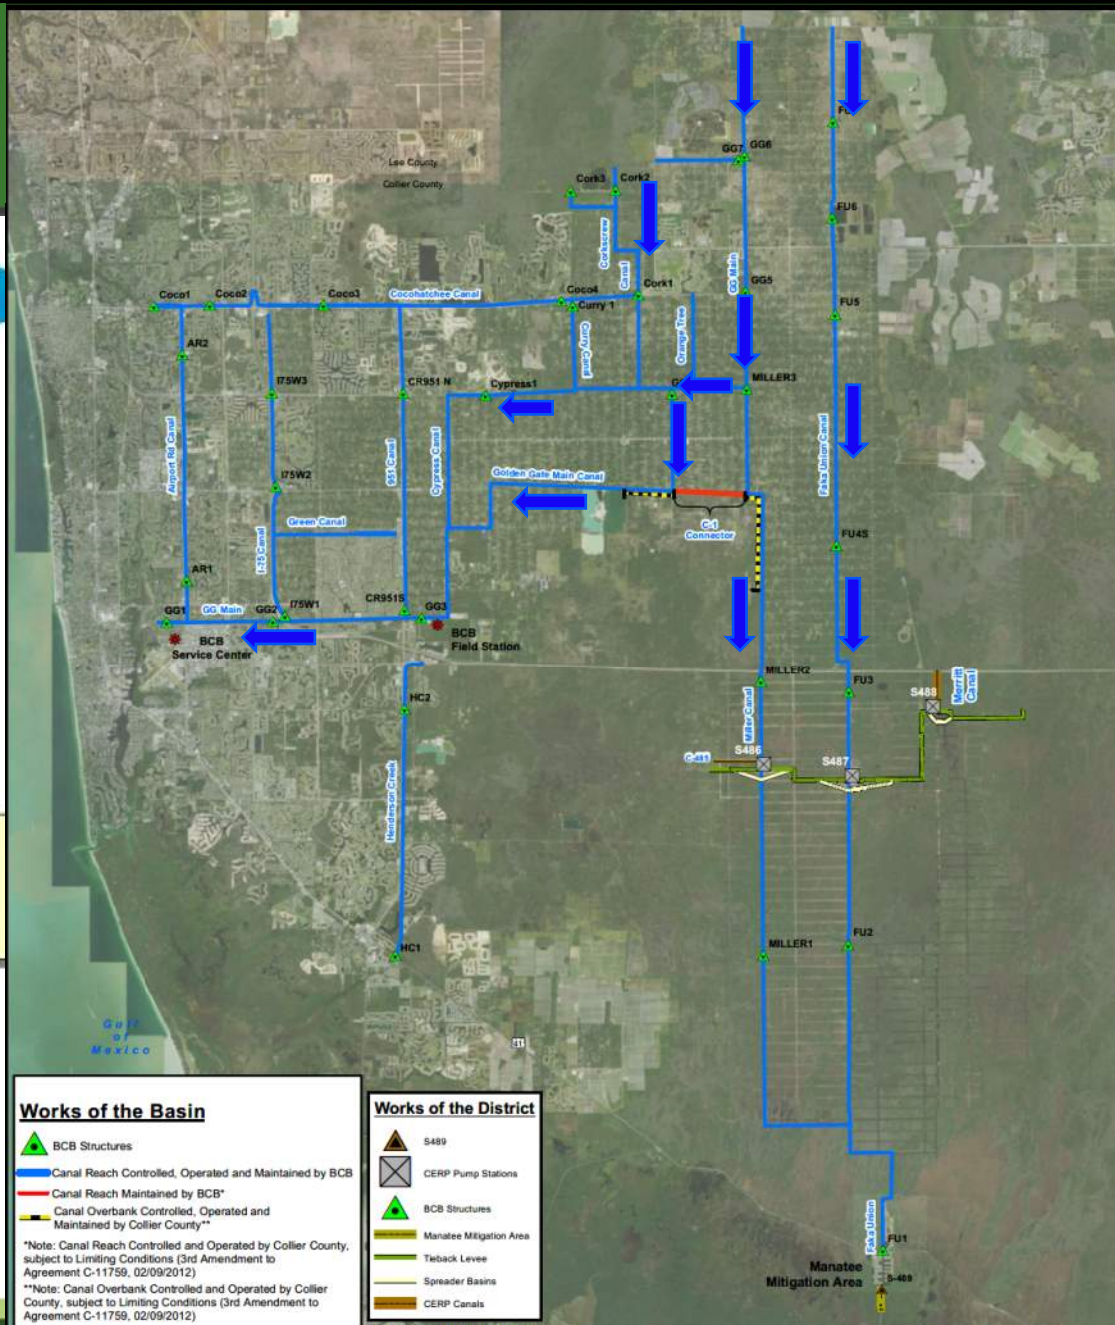 Lee County
Collier County
FU6
GG7
GG6
Cork3
Cork2
Corkscrew
Canal
GG Main
GG5
FU5
Coco1
Coco2
Coco3
Cocohatchee Canal
Coco4
Cork1
Curry 1
Curry Canal
Orange Tree
AR2
I75W3
CR951 N
Cypress1
MILLER3
Airport Rd Canal
951 Canal
Cypress Canal
Faka Union Canal
I75W2
Golden Gate Main Canal
C-1
Connector
Green Canal
I-75 Canal
FU4S
AR1
GG1
GG Main
GG2
I75W1
CR951S
GG3
BCB
Service Center
BCB
Field Station
MILLER2
FU3
S488
Merritt
Canal
HC2
Miller Canal
S486
S487
Henderson Creek
HC1
MILLER1
FU2
Gulf
of
Mexico
41
Faka Union
FU1
Manatee
Mitigation Area
S-489
Works of the Basin
BCB Structures
Canal Reach Controlled, Operated and Maintained by BCB
Canal Reach Maintained by BCB*
Canal Overbank Controlled, Operated and
Maintained by Collier County**
*Note: Canal Reach Controlled and Operated by Collier County,
subject to Limiting Conditions (3rd Amendment to
Agreement C-11759, 02/09/2012)
**Note: Canal Overbank Controlled and Operated by Collier
County, subject to Limiting Conditions (3rd Amendment to
Agreement C-11759, 02/09/2012)
Works of the District
S489
CERP Pump Stations
BCB Structures
Manatee Mitigation Area
Tieback Levee
Spreader Basins
CERP Canals